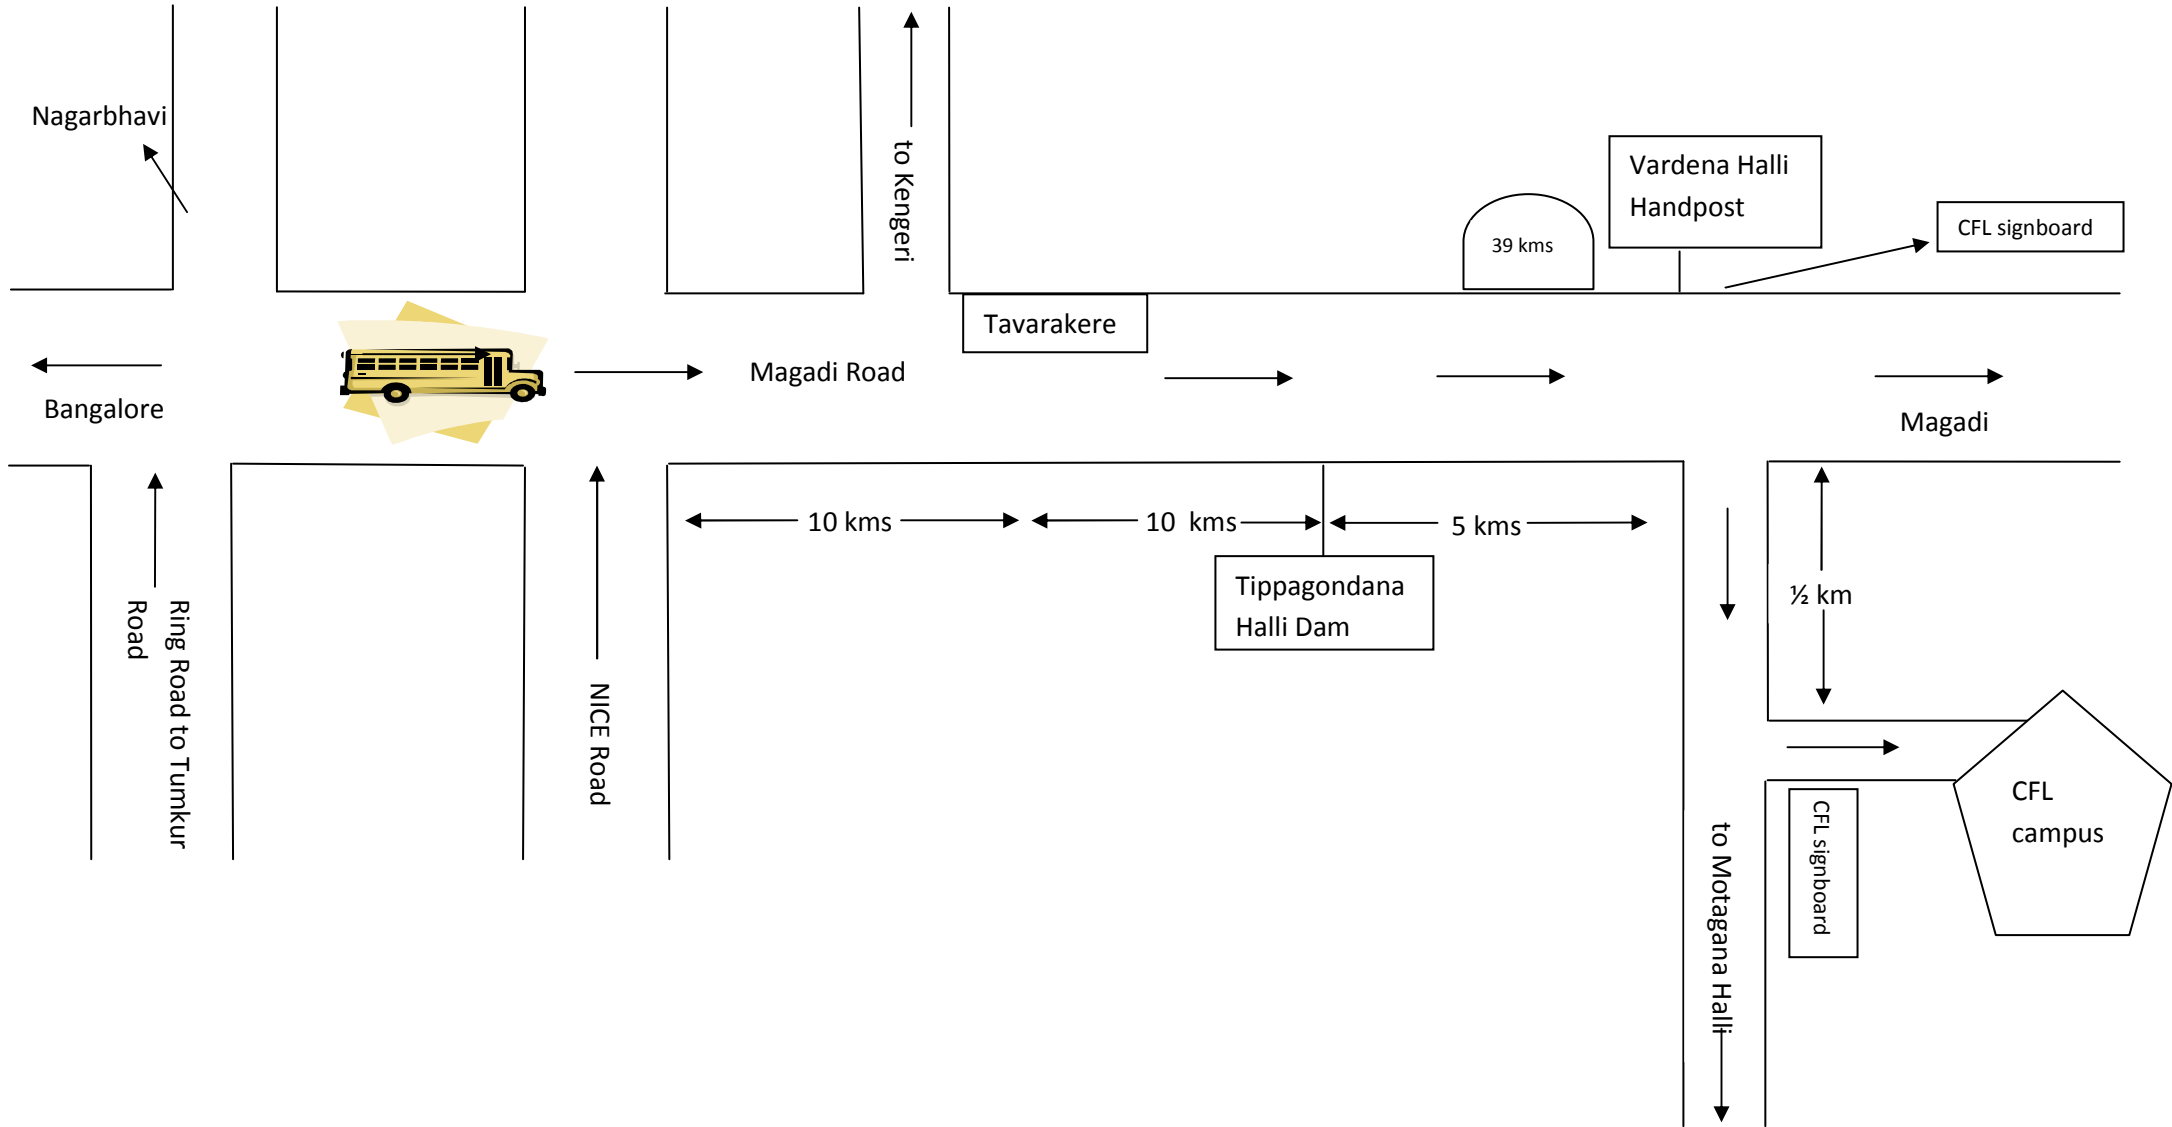 Nagarbhavi
to Kengeri
Vardena Halli
Handpost
39 kms
CFL signboard
Tavarakere
Magadi Road
Bangalore
Magadi
10 kms
10  kms
5 kms
Tippagondana
Halli Dam
½ km
Ring Road to Tumkur
Road
NICE Road
CFL
campus
CFL signboard
to Motagana Halli